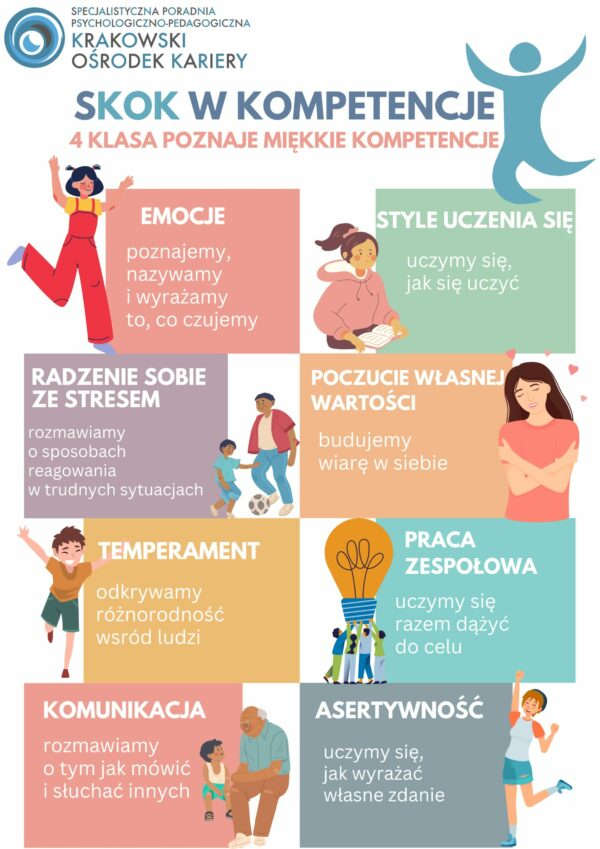 SPECJALISTYCZNA PORADNIA
PSYCHOLOGICZNO-PEDAGOGICZNA
KRAKOWSKI
OŚRODEK KARIERY
SKOK W KOMPETENCJE
4 KLASA POZNAJE MIĘKKIE KOMPETENCJE
EMOCJE
poznajemy,
nazywamy
i wyrażamy
to, co czujemy
STYLE UCZENIA SIĘ
uczymy się,
jak się uczyć
RADZENIE SOBIE
ZE STRESEM
rozmawiamy
o sposobach
reagowania
w trudnych sytuacjach
POCZUCIE WŁASNEJ
WARTOŚCI
budujemy
wiarę w siebie
TEMPERAMENT
odkrywamy
różnorodność
wsród ludzi
PRACA
ZESPOŁOWA
uczymy się
razem dążyć
do celu
KOMUNIKACJA
rozmawiamy
o tym jak mówić
i słuchać innych
ASERTYWNOŚĆ
uczymy się,
jak wyrażać
własne zdanie